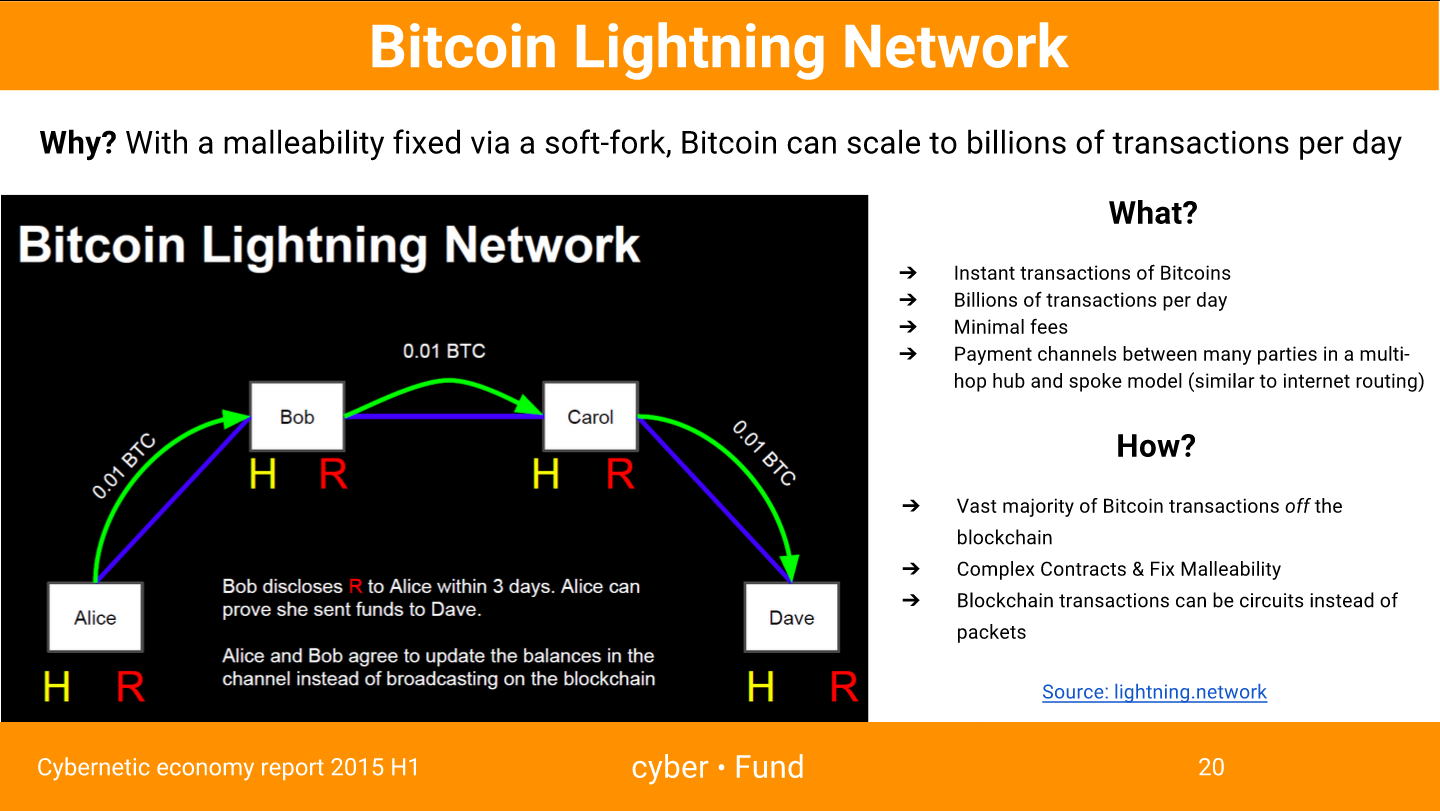 Bitcoin Lightning Network
Why? With a malleability fixed via a soft-fork, Bitcoin can scale to billions of transactions per day
Bitcoin Lightning Network
0.01 BTC
Bob
Carol
0.01 BTC
0.01 BTC
H R
H R
Alice
Dave
H R
H R
Bob discloses R to Alice within 3 days. Alice can
prove she sent funds to Dave.
Alice and Bob agree to update the balances in the
channel instead of broadcasting on the blockchain
What?
➔ Instant transactions of Bitcoins
➔ Billions of transactions per day
➔ Minimal fees
➔ Payment channels between many parties in a multi-
hop hub and spoke model (similar to internet routing)
How?
➔ Vast majority of Bitcoin transactions off the
blockchain
➔ Complex Contracts & Fix Malleability
➔ Blockchain transactions can be circuits instead of
packets
Source: lightning.network
Cybernetic economy report 2015 H1
cyber • Fund
20